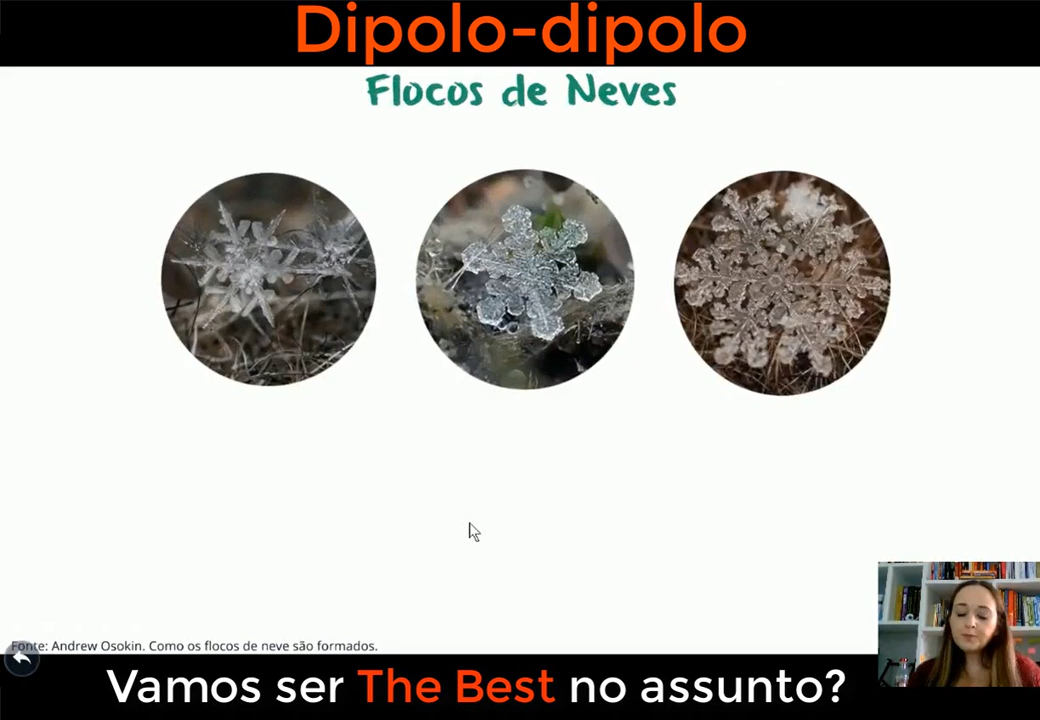 Dipolo-dipolo
Flocos de Neves
Fonte: Andrew Osokin. Como os flocos de neve são formados.
Vamos ser The Best no assunto?